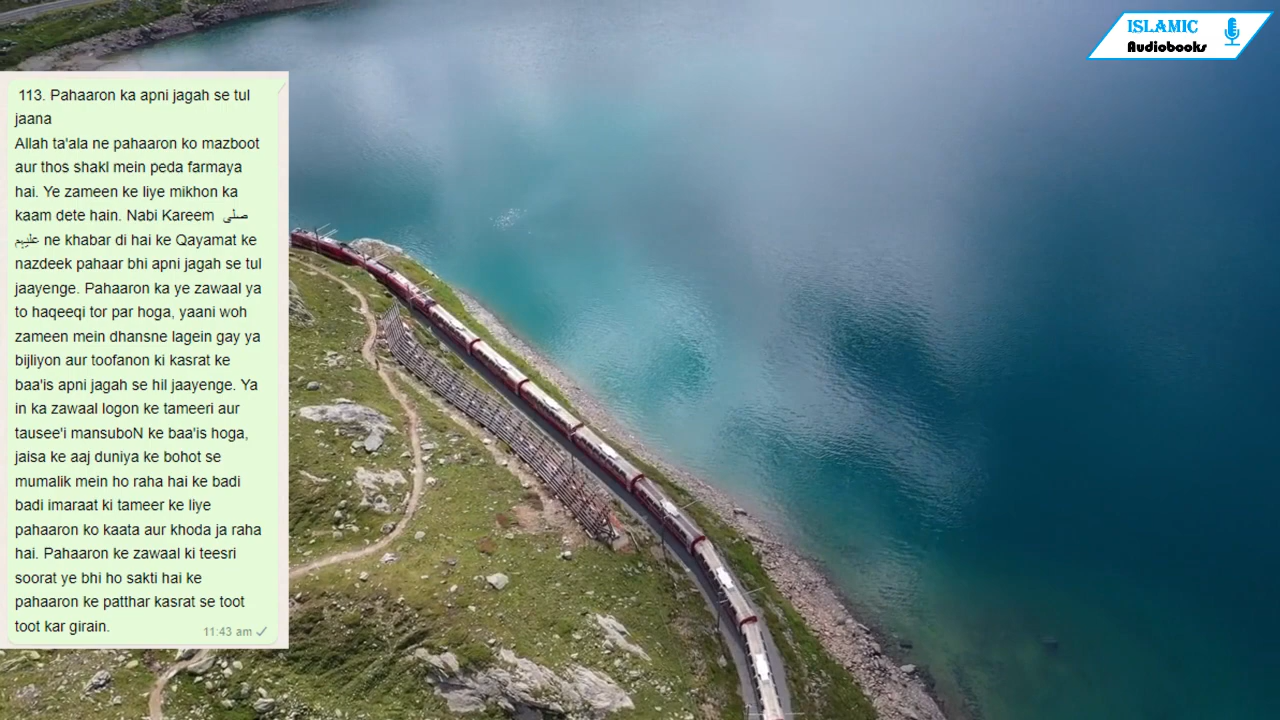 ISLAMIC
Audiobooks
113. Pahaaron ka apni jagah se tul
jaana
Allah ta'ala ne pahaaron ko mazboot
aur thos shakl mein peda farmaya
hai. Ye zameen ke liye mikhon ka
kaam dete hain. Nabi Kareem صلى
عليهم ne khabar di hai ke Qayamat ke
nazdeek pahaar bhi apni jagah se tul
jaayenge. Pahaaron ka ye zawaal ya
to haqeeqi tor par hoga, yaani woh
zameen mein dhansne lagein gay ya
bijliyon aur toofanon ki kasrat ke
baa'is apni jagah se hil jaayenge. Ya
in ka zawaal logon ke tameeri aur
tausee'i mansuboN ke baa'is hoga,
jaisa ke aaj duniya ke bohot se
mumalik mein ho raha hai ke badi
badi imaraat ki tameer ke liye
pahaaron ko kaata aur khoda ja raha
hai. Pahaaron ke zawaal ki teesri
soorat ye bhi ho sakti hai ke
pahaaron ke patthar kasrat se toot
toot kar girain.
11:43 am